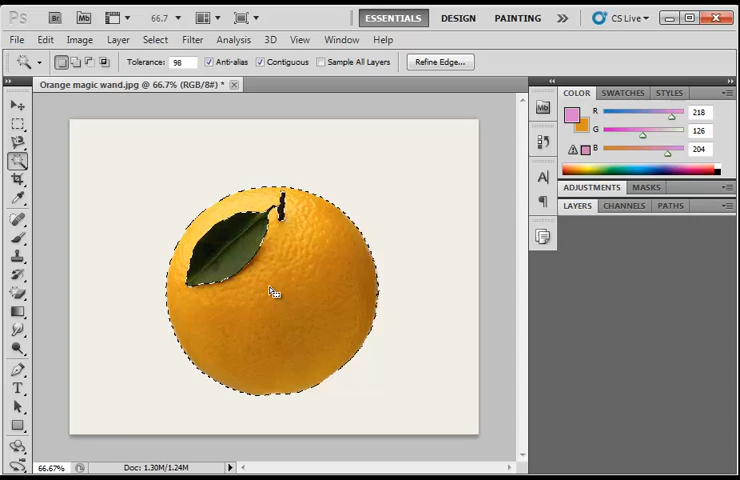 Ps Br Mb 66.7 ESSENTIALS DESIGN PAINTING CS Live
File Edit Image Layer Select Filter Analysis 3D View Window Help
Tolerance: 98 Anti-alias Contiguous Sample All Layers Refine Edge...
Orange magic wand.jpg @ 66.7% (RGB/8#) *
COLOR SWATCHES STYLES
Mb
R 218
G 126
B 204
A
ADJUSTMENTS MASKS
LAYERS CHANNELS PATHS
T
66.67% Doc: 1.30M/1.24M